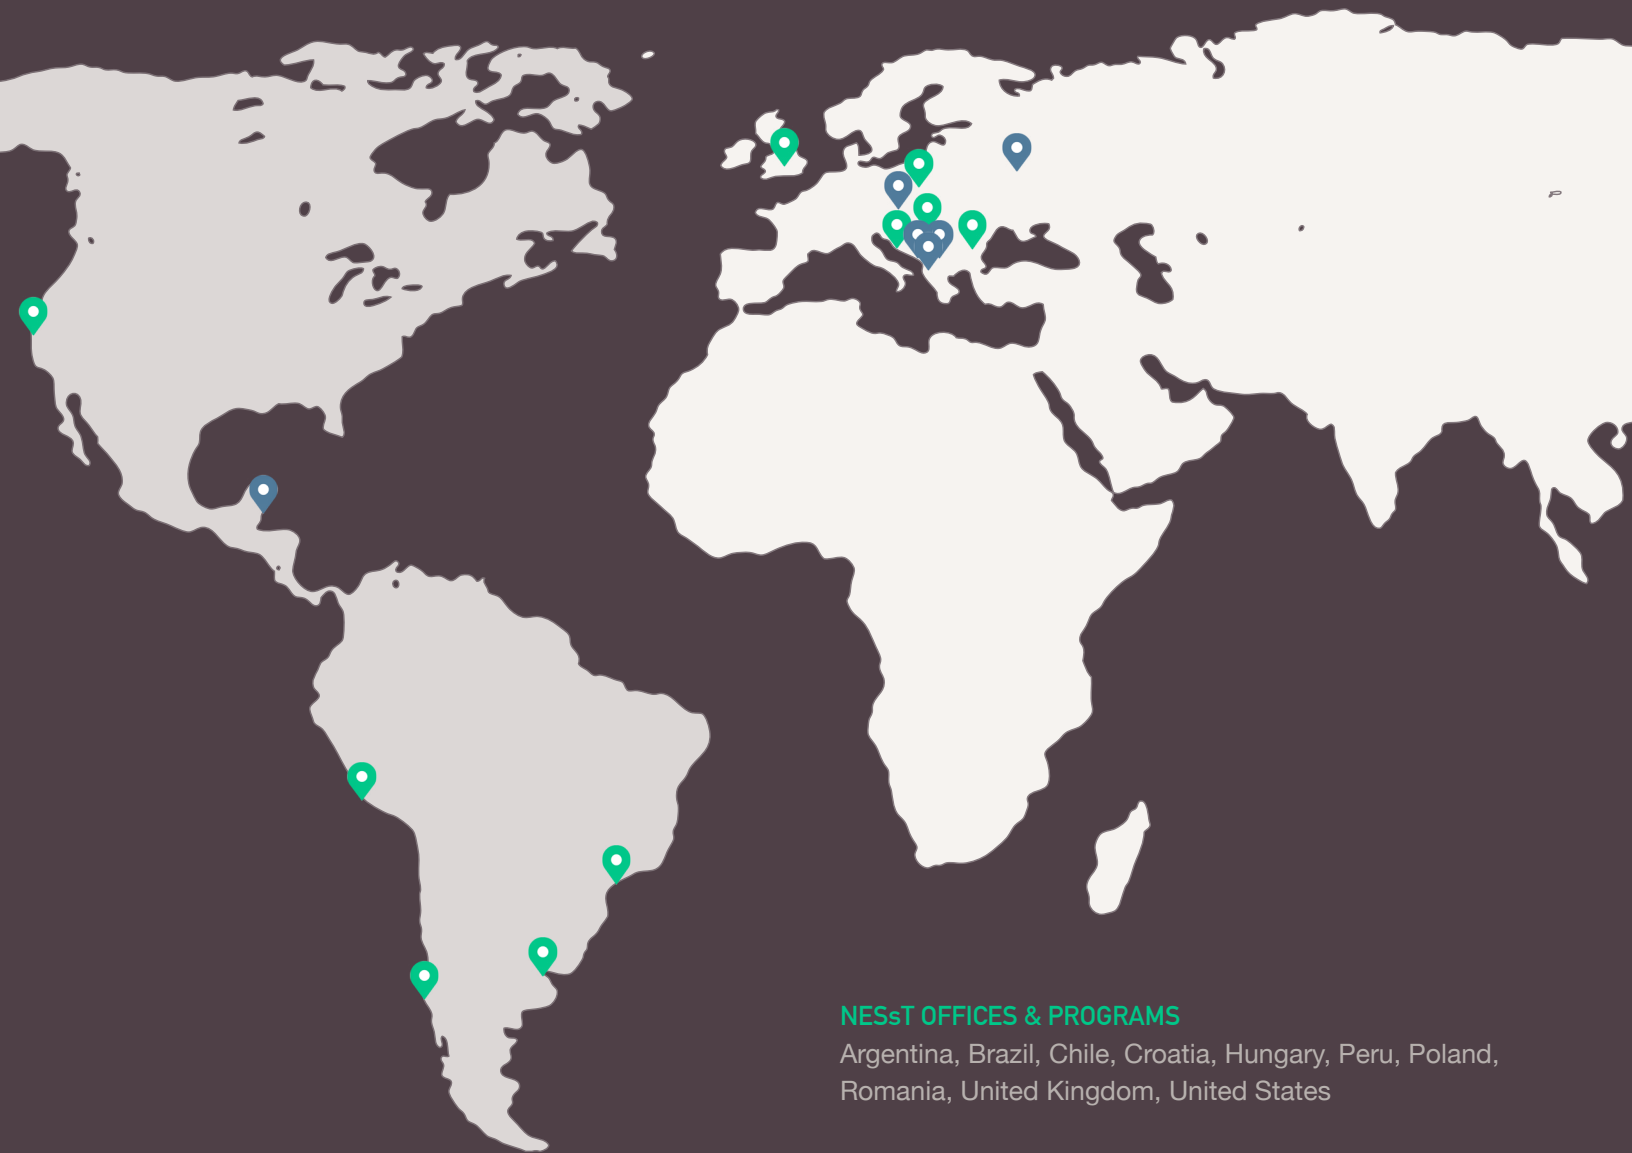 NESsT OFFICES & PROGRAMS
Argentina, Brazil, Chile, Croatia, Hungary, Peru, Poland,
Romania, United Kingdom, United States